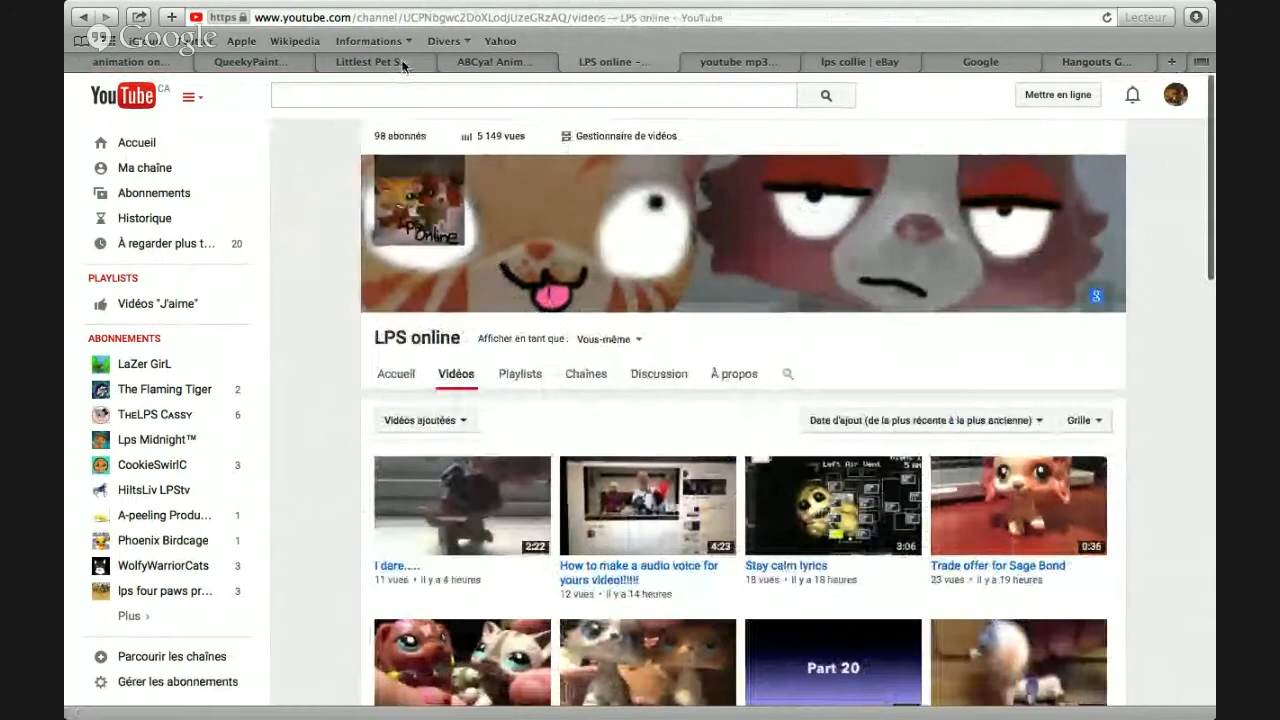 https www.youtube.com/channel/UCPNbgwc2DoXLodjUzeGRzAQ/videos — LPS online - YouTube
Lecteur
Google
Apple Wikipedia Informations Divers Yahoo
animation on... QueekyPaint... Littlest Pet S ABCya! Anim... LPS online –... youtube mp3... lps collie | eBay Google Hangouts G...
YouTube CA
Mettre en ligne
98 abonnés 5 149 vues Gestionnaire de vidéos
Accueil
Ma chaîne
Abonnements
Historique
À regarder plus t... 20
PLAYLISTS
Vidéos "J'aime"
ABONNEMENTS
LaZer GirL
The Flaming Tiger 2
TheLPS Cassy 6
Lps Midnight™
CookieSwirlC 3
HiltsLiv LPStv
A-peeling Produ... 1
Phoenix Birdcage 1
WolfyWarriorCats 3
lps four paws pr... 3
Plus
Parcourir les chaînes
Gérer les abonnements
Lps
Online
LPS online Afficher en tant que : Vous-même
Accueil Vidéos Playlists Chaînes Discussion À propos
Vidéos ajoutées Date d'ajout (de la plus récente à la plus ancienne) Grille
Left Air Vent 5 AM
2:22 4:23 3:06 0:36
I dare.....
11 vues • il y a 4 heures
How to make a audio voice for
yours video!!!!!
12 vues • il y a 14 heures
Stay calm lyrics
18 vues • il y a 18 heures
Trade offer for Sage Bond
23 vues • il y a 19 heures
Part 20